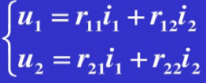 u₁ = r₁₁i₁ + r₁₂i₂
u₂ = r₂₁i₁ + r₂₂i₂